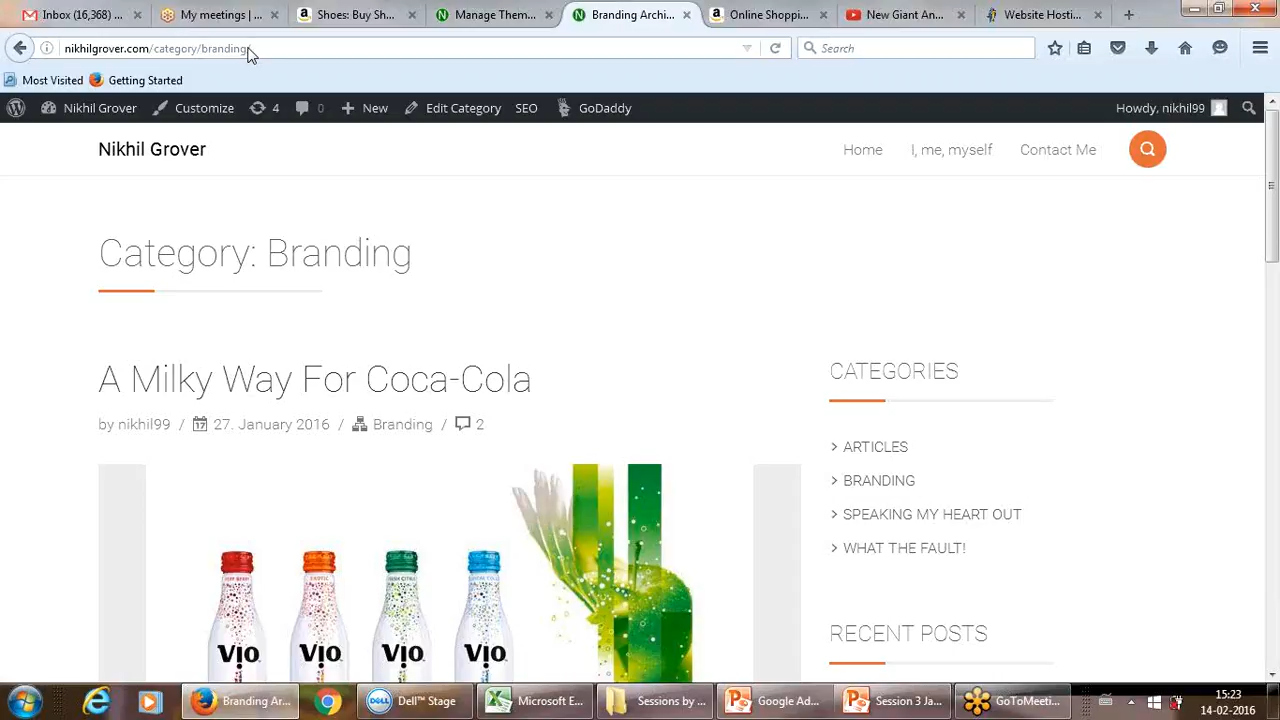 Inbox (16,368)
My meetings | ...
Shoes: Buy Sh...
Manage Them...
Branding Archi...
Online Shoppi...
New Giant An...
Website Hosti...
nikhilgrover.com/category/branding
Search
Most Visited
Getting Started
Nikhil Grover
Customize
4
0
New
Edit Category
SEO
GoDaddy
Howdy, nikhil99
Nikhil Grover
Home
I, me, myself
Contact Me
Category: Branding
A Milky Way For Coca-Cola
by nikhil99 / 27. January 2016 / Branding / 2
CATEGORIES
> ARTICLES
> BRANDING
> SPEAKING MY HEART OUT
> WHAT THE FAULT!
RECENT POSTS
Vio
Vio
Vio
Vio
Branding Ar...
Dell™ Stage
Microsoft E...
Sessions by ...
Google Ad...
Session 3 Ja...
GoToMeeti...
15:23
14-02-2016